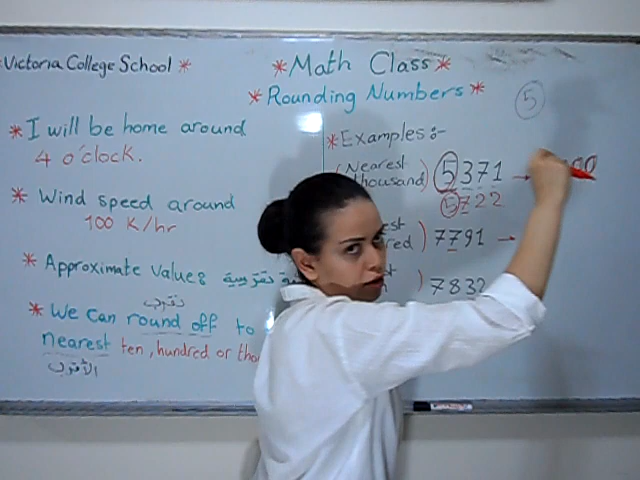 Victoria College School *
* Math Class *
* Rounding Numbers *
5
* I will be home around
4 o'clock.
* Wind speed around
100 K/hr
* Approximate values تقريبية
تقرب
* We can round off to
nearest ten, hundred or
الأقرب
* Examples :-
(Nearest thousand) 5371 →
5722
) 7791 →
) 7832